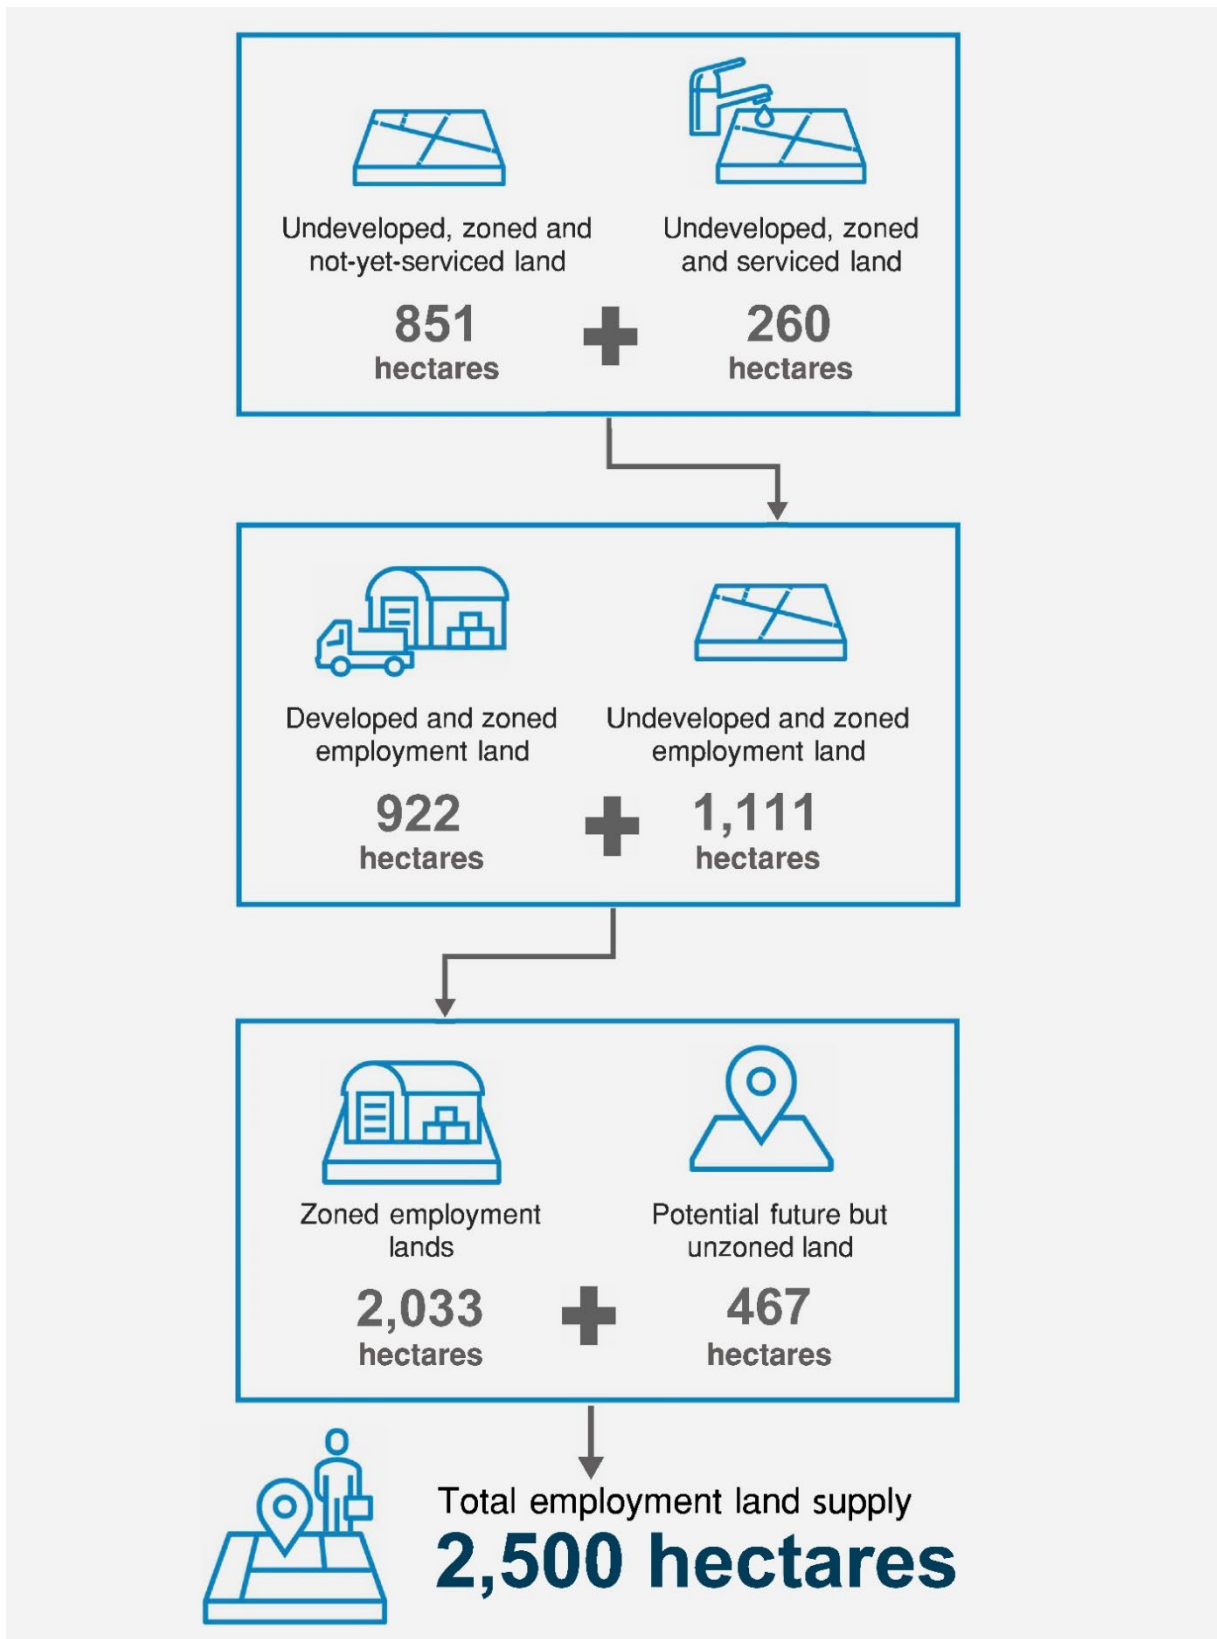 Undeveloped, zoned and
not-yet-serviced land
851
hectares
+
Undeveloped, zoned
and serviced land
260
hectares
Developed and zoned
employment land
922
hectares
+
Undeveloped and zoned
employment land
1,111
hectares
Zoned employment
lands
2,033
hectares
+
Potential future but
unzoned land
467
hectares
Total employment land supply
2,500 hectares